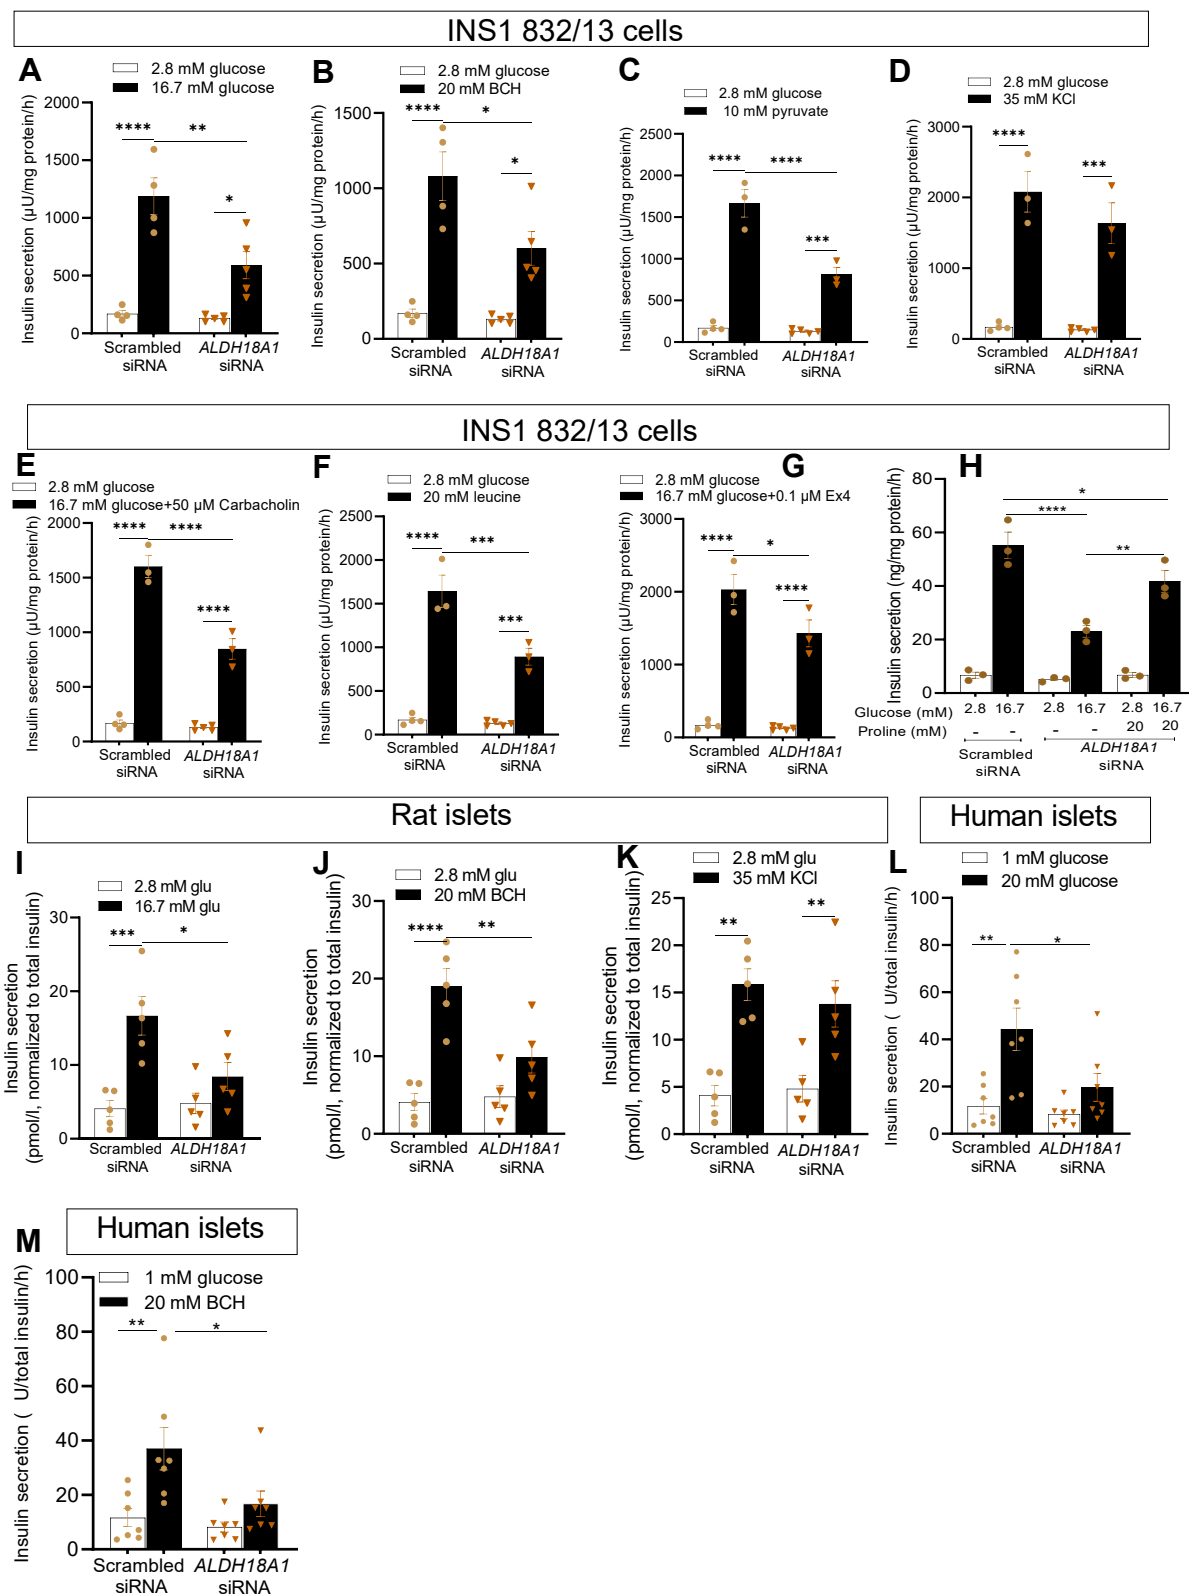 INS1 832/13 cells
A
2.8 mM glucose
16.7 mM glucose
Insulin secretion (µU/mg protein/h)
2000
1500
1000
500
0
****
**
*
Scrambled
siRNA
ALDH18A1
siRNA
B
2.8 mM glucose
20 mM BCH
Insulin secretion (µU/mg protein/h)
1500
1000
500
0
****
*
*
Scrambled
siRNA
ALDH18A1
siRNA
C
2.8 mM glucose
10 mM pyruvate
Insulin secretion (µU/mg protein/h)
2500
2000
1500
1000
500
0
****
****
***
Scrambled
siRNA
ALDH18A1
siRNA
D
2.8 mM glucose
35 mM KCl
Insulin secretion (µU/mg protein/h)
3000
2000
1000
0
****
***
Scrambled
siRNA
ALDH18A1
siRNA
INS1 832/13 cells
E
2.8 mM glucose
16.7 mM glucose+50 µM Carbacholin
Insulin secretion (µU/mg protein/h)
2000
1500
1000
500
0
****
****
****
Scrambled
siRNA
ALDH18A1
siRNA
F
2.8 mM glucose
20 mM leucine
Insulin secretion (µU/mg protein/h)
2500
2000
1500
1000
500
0
****
***
***
Scrambled
siRNA
ALDH18A1
siRNA
G
2.8 mM glucose
16.7 mM glucose+0.1 µM Ex4
Insulin secretion (µU/mg protein/h)
3000
2000
1000
0
****
*
****
Scrambled
siRNA
ALDH18A1
siRNA
H
Insulin secretion (ng/mg protein/h)
80
60
40
20
0
*
****
**
Glucose (mM) 2.8 16.7 2.8 16.7 2.8 16.7
Proline (mM) - - - - 20 20
Scrambled
siRNA
ALDH18A1
siRNA
Rat islets
I
2.8 mM glu
16.7 mM glu
Insulin secretion
(pmol/l, normalized to total insulin)
30
20
10
0
***
*
Scrambled
siRNA
ALDH18A1
siRNA
J
2.8 mM glu
20 mM BCH
Insulin secretion
(pmol/l, normalized to total insulin)
30
20
10
0
****
**
Scrambled
siRNA
ALDH18A1
siRNA
K
2.8 mM glu
35 mM KCl
Insulin secretion
(pmol/l, normalized to total insulin)
25
20
15
10
5
0
**
**
Scrambled
siRNA
ALDH18A1
siRNA
Human islets
L
1 mM glucose
20 mM glucose
Insulin secretion ( U/total insulin/h)
100
80
60
40
20
0
**
*
Scrambled
siRNA
ALDH18A1
siRNA
Human islets
M
1 mM glucose
20 mM BCH
Insulin secretion ( U/total insulin/h)
100
80
60
40
20
0
**
*
Scrambled
siRNA
ALDH18A1
siRNA